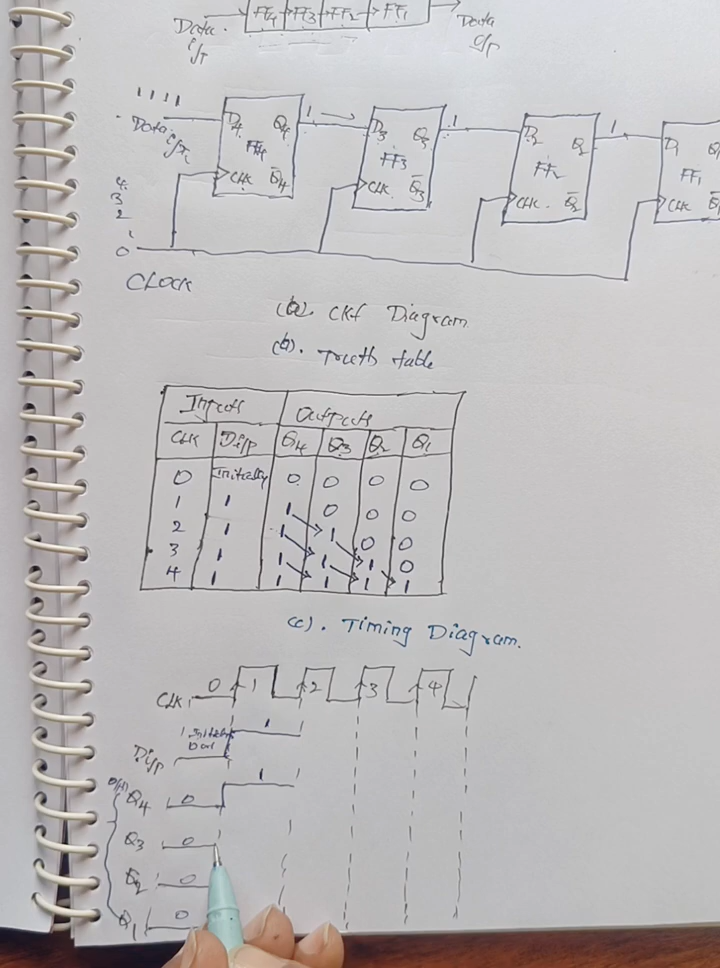 FF4 FF3 FF2 FF1
Data i/p Data o/p
1 1 1 1
Data i/p
D4 Q4 1 D3 Q3 1 D2 Q2 1 D1
FF4 FF3 FF2 FF1
CLK Q̅4 CLK Q̅3 CLK Q̅2 CLK
4
3
2
1
0
CLOCK
(a). Ckt Diagram
(b). Truth table
Inputs Outputs
CLK Di/p Q4 Q3 Q2 Q1
0 Initially 0 0 0 0
1 1 1 0 0 0
2 1 1 1 0 0
3 1 1 1 1 0
4 1 1 1 1 1
(c). Timing Diagram.
CLK 0 1 2 3 4
Di/p 1
Q4 0 1
Q3 0
Q2 0
Q1 0